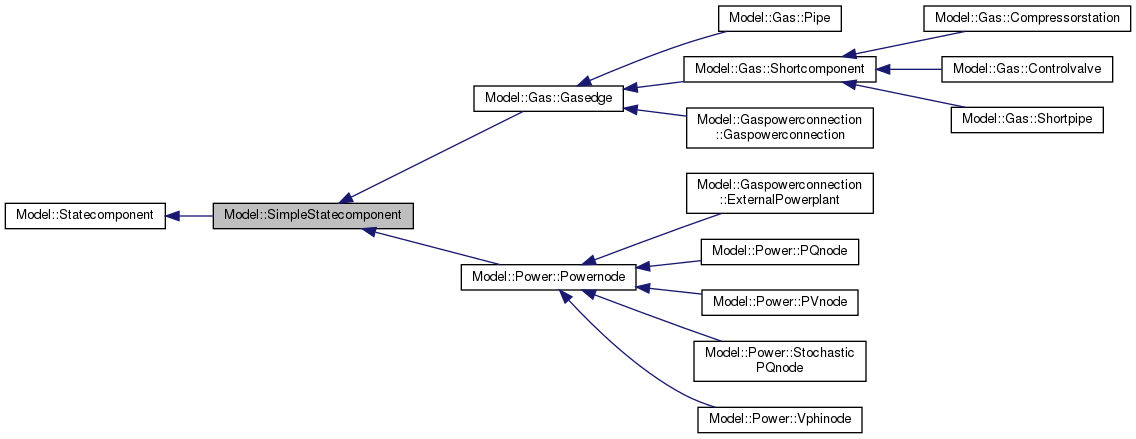 Model::Gas::Pipe
Model::Gas::Compressorstation
Model::Gas::Shortcomponent
Model::Gas::Controlvalve
Model::Gas::Gasedge
Model::Gas::Shortpipe
Model::Gaspowerconnection
::Gaspowerconnection
Model::Gaspowerconnection
::ExternalPowerplant
Model::Statecomponent
Model::SimpleStatecomponent
Model::Power::PQnode
Model::Power::Powernode
Model::Power::PVnode
Model::Power::Stochastic
PQnode
Model::Power::Vphinode